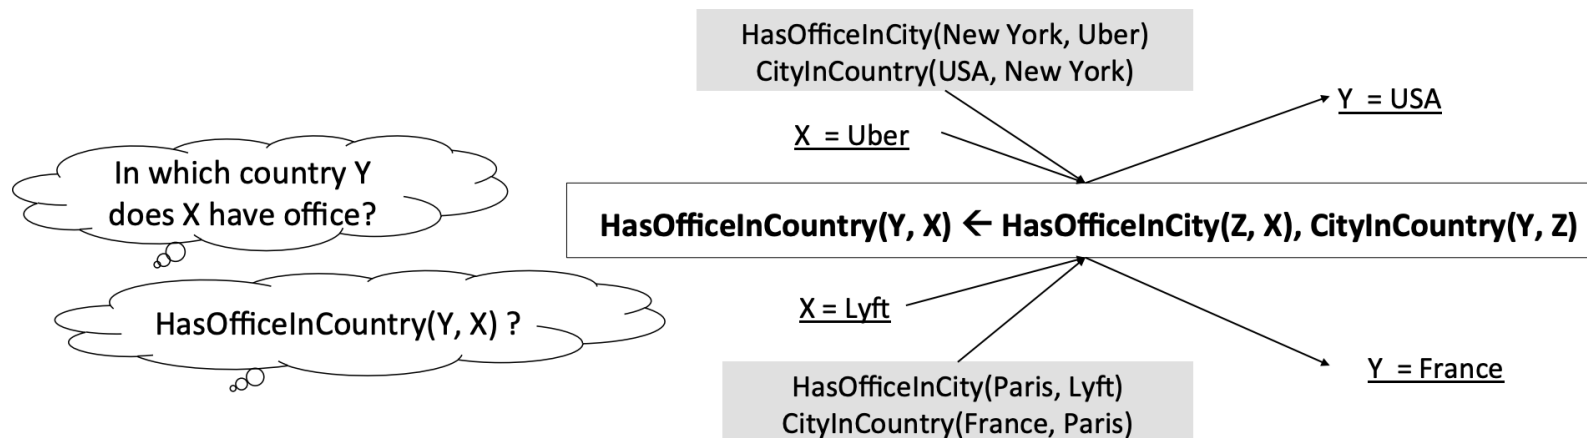 HasOfficeInCity(New York, Uber)
CityInCountry(USA, New York)
Y = USA
X = Uber
In which country Y
does X have office?
HasOfficeInCountry(Y, X) ← HasOfficeInCity(Z, X), CityInCountry(Y, Z)
X = Lyft
HasOfficeInCountry(Y, X) ?
Y = France
HasOfficeInCity(Paris, Lyft)
CityInCountry(France, Paris)